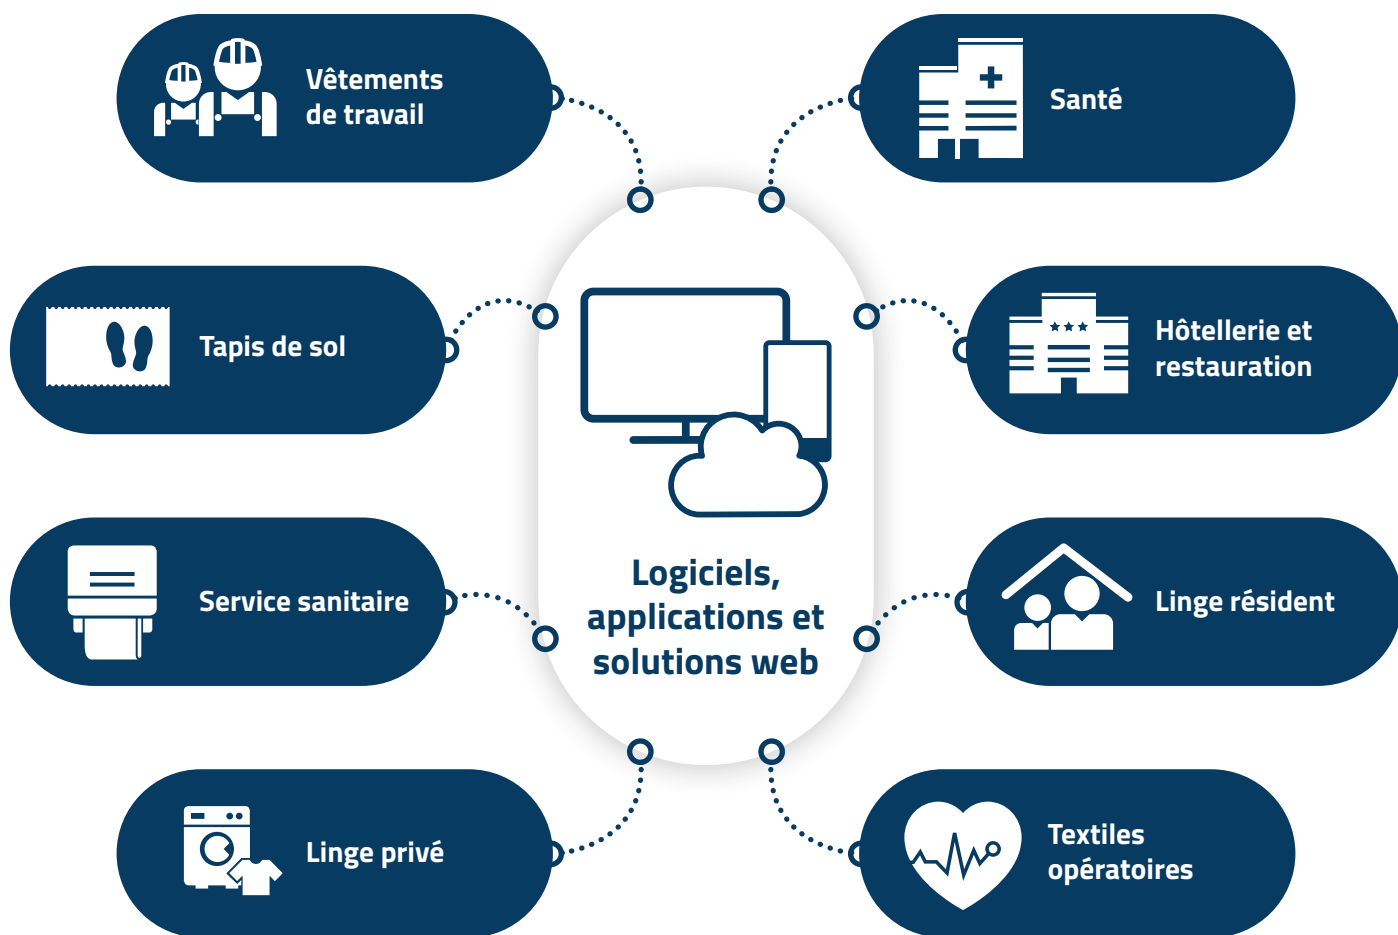 Vêtements
de travail
Santé
Tapis de sol
Hôtellerie et
restauration
Logiciels,
applications et
solutions web
Service sanitaire
Linge résident
Linge privé
Textiles
opératoires